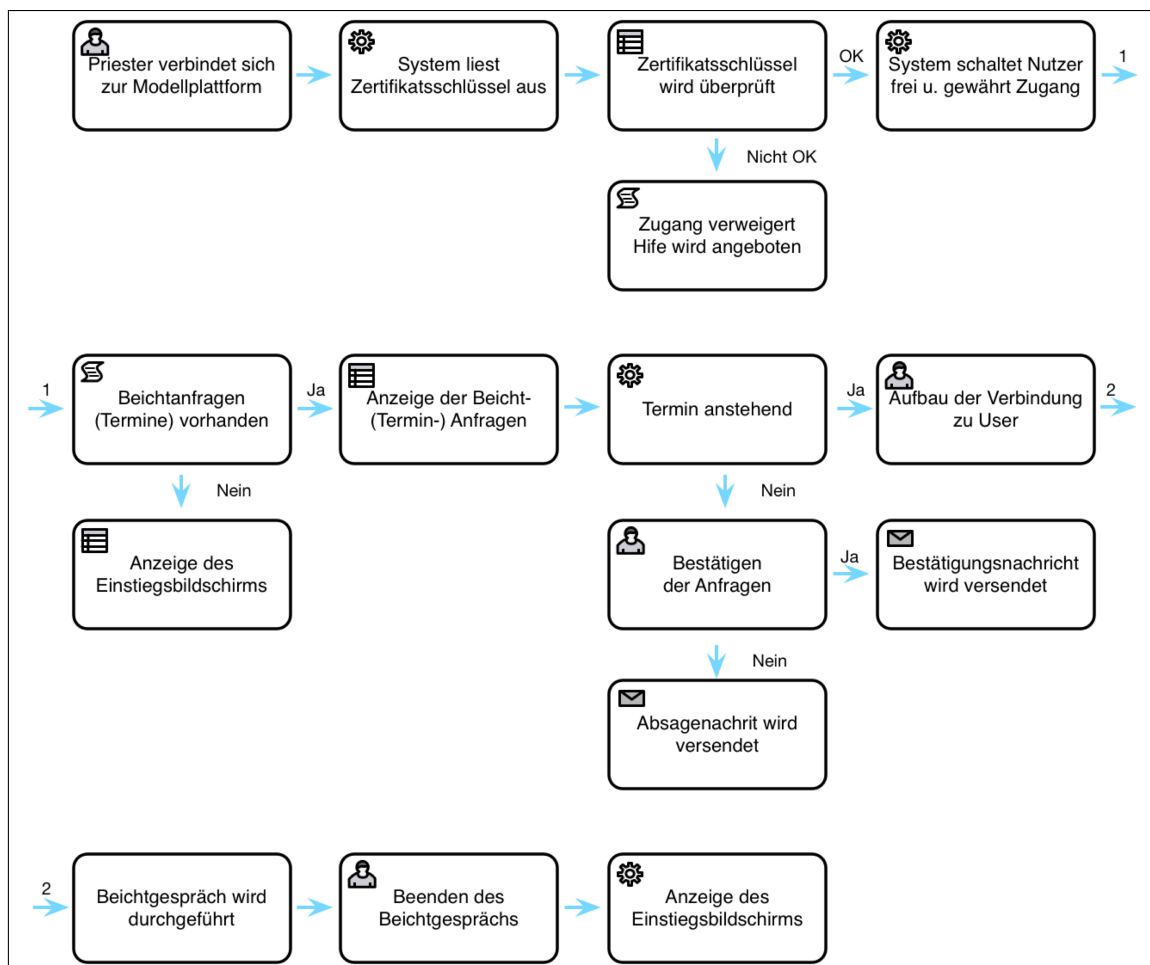 Priester verbindet sich
zur Modellplattform
System liest
Zertifikatsschlüssel aus
Zertifikatsschlüssel
wird überprüft
OK
System schaltet Nutzer
frei u. gewährt Zugang
1
Nicht OK
Zugang verweigert
Hife wird angeboten
1
Beichtanfragen
(Termine) vorhanden
Ja
Anzeige der Beicht-
(Termin-) Anfragen
Termin anstehend
Ja
Aufbau der Verbindung
zu User
2
Nein
Nein
Anzeige des
Einstiegsbildschirms
Bestätigen
der Anfragen
Ja
Bestätigungsnachricht
wird versendet
Nein
Absagenachrit wird
versendet
2
Beichtgespräch wird
durchgeführt
Beenden des
Beichtgesprächs
Anzeige des
Einstiegsbildschirms